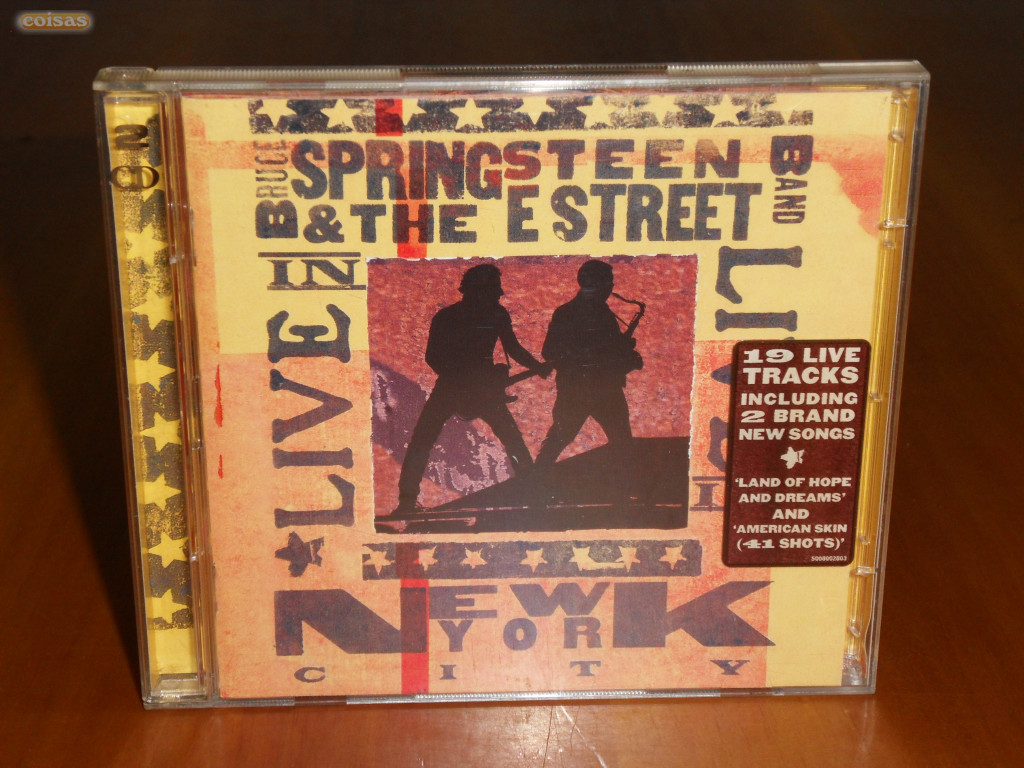 coisas
2
BRUCE
SPRINGSTEEN
& THE E STREET
BAND
LIVE IN
NEW YORK
CITY
19 LIVE
TRACKS
INCLUDING
2 BRAND
NEW SONGS
'LAND OF HOPE
AND DREAMS'
AND
'AMERICAN SKIN
(41 SHOTS)'
5000002003